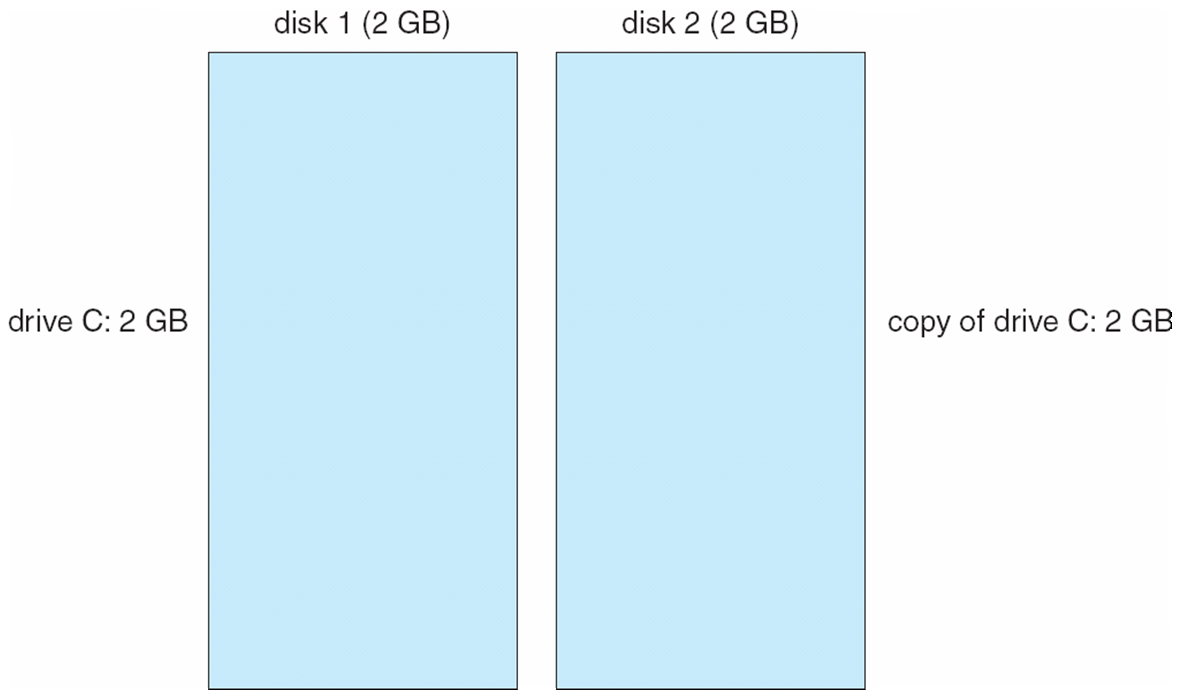 disk 1 (2 GB)
disk 2 (2 GB)
drive C: 2 GB
copy of drive C: 2 GB